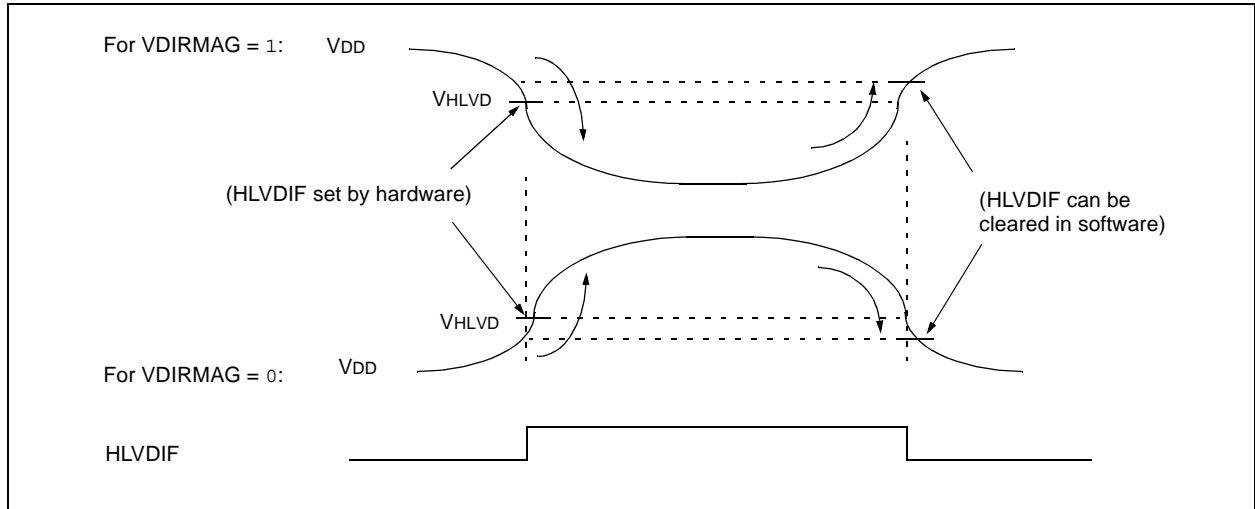 For VDIRMAG = 1: VDD
VHLVD
(HLVDIF set by hardware)
(HLVDIF can be
cleared in software)
VHLVD
VDD
For VDIRMAG = 0:
HLVDIF